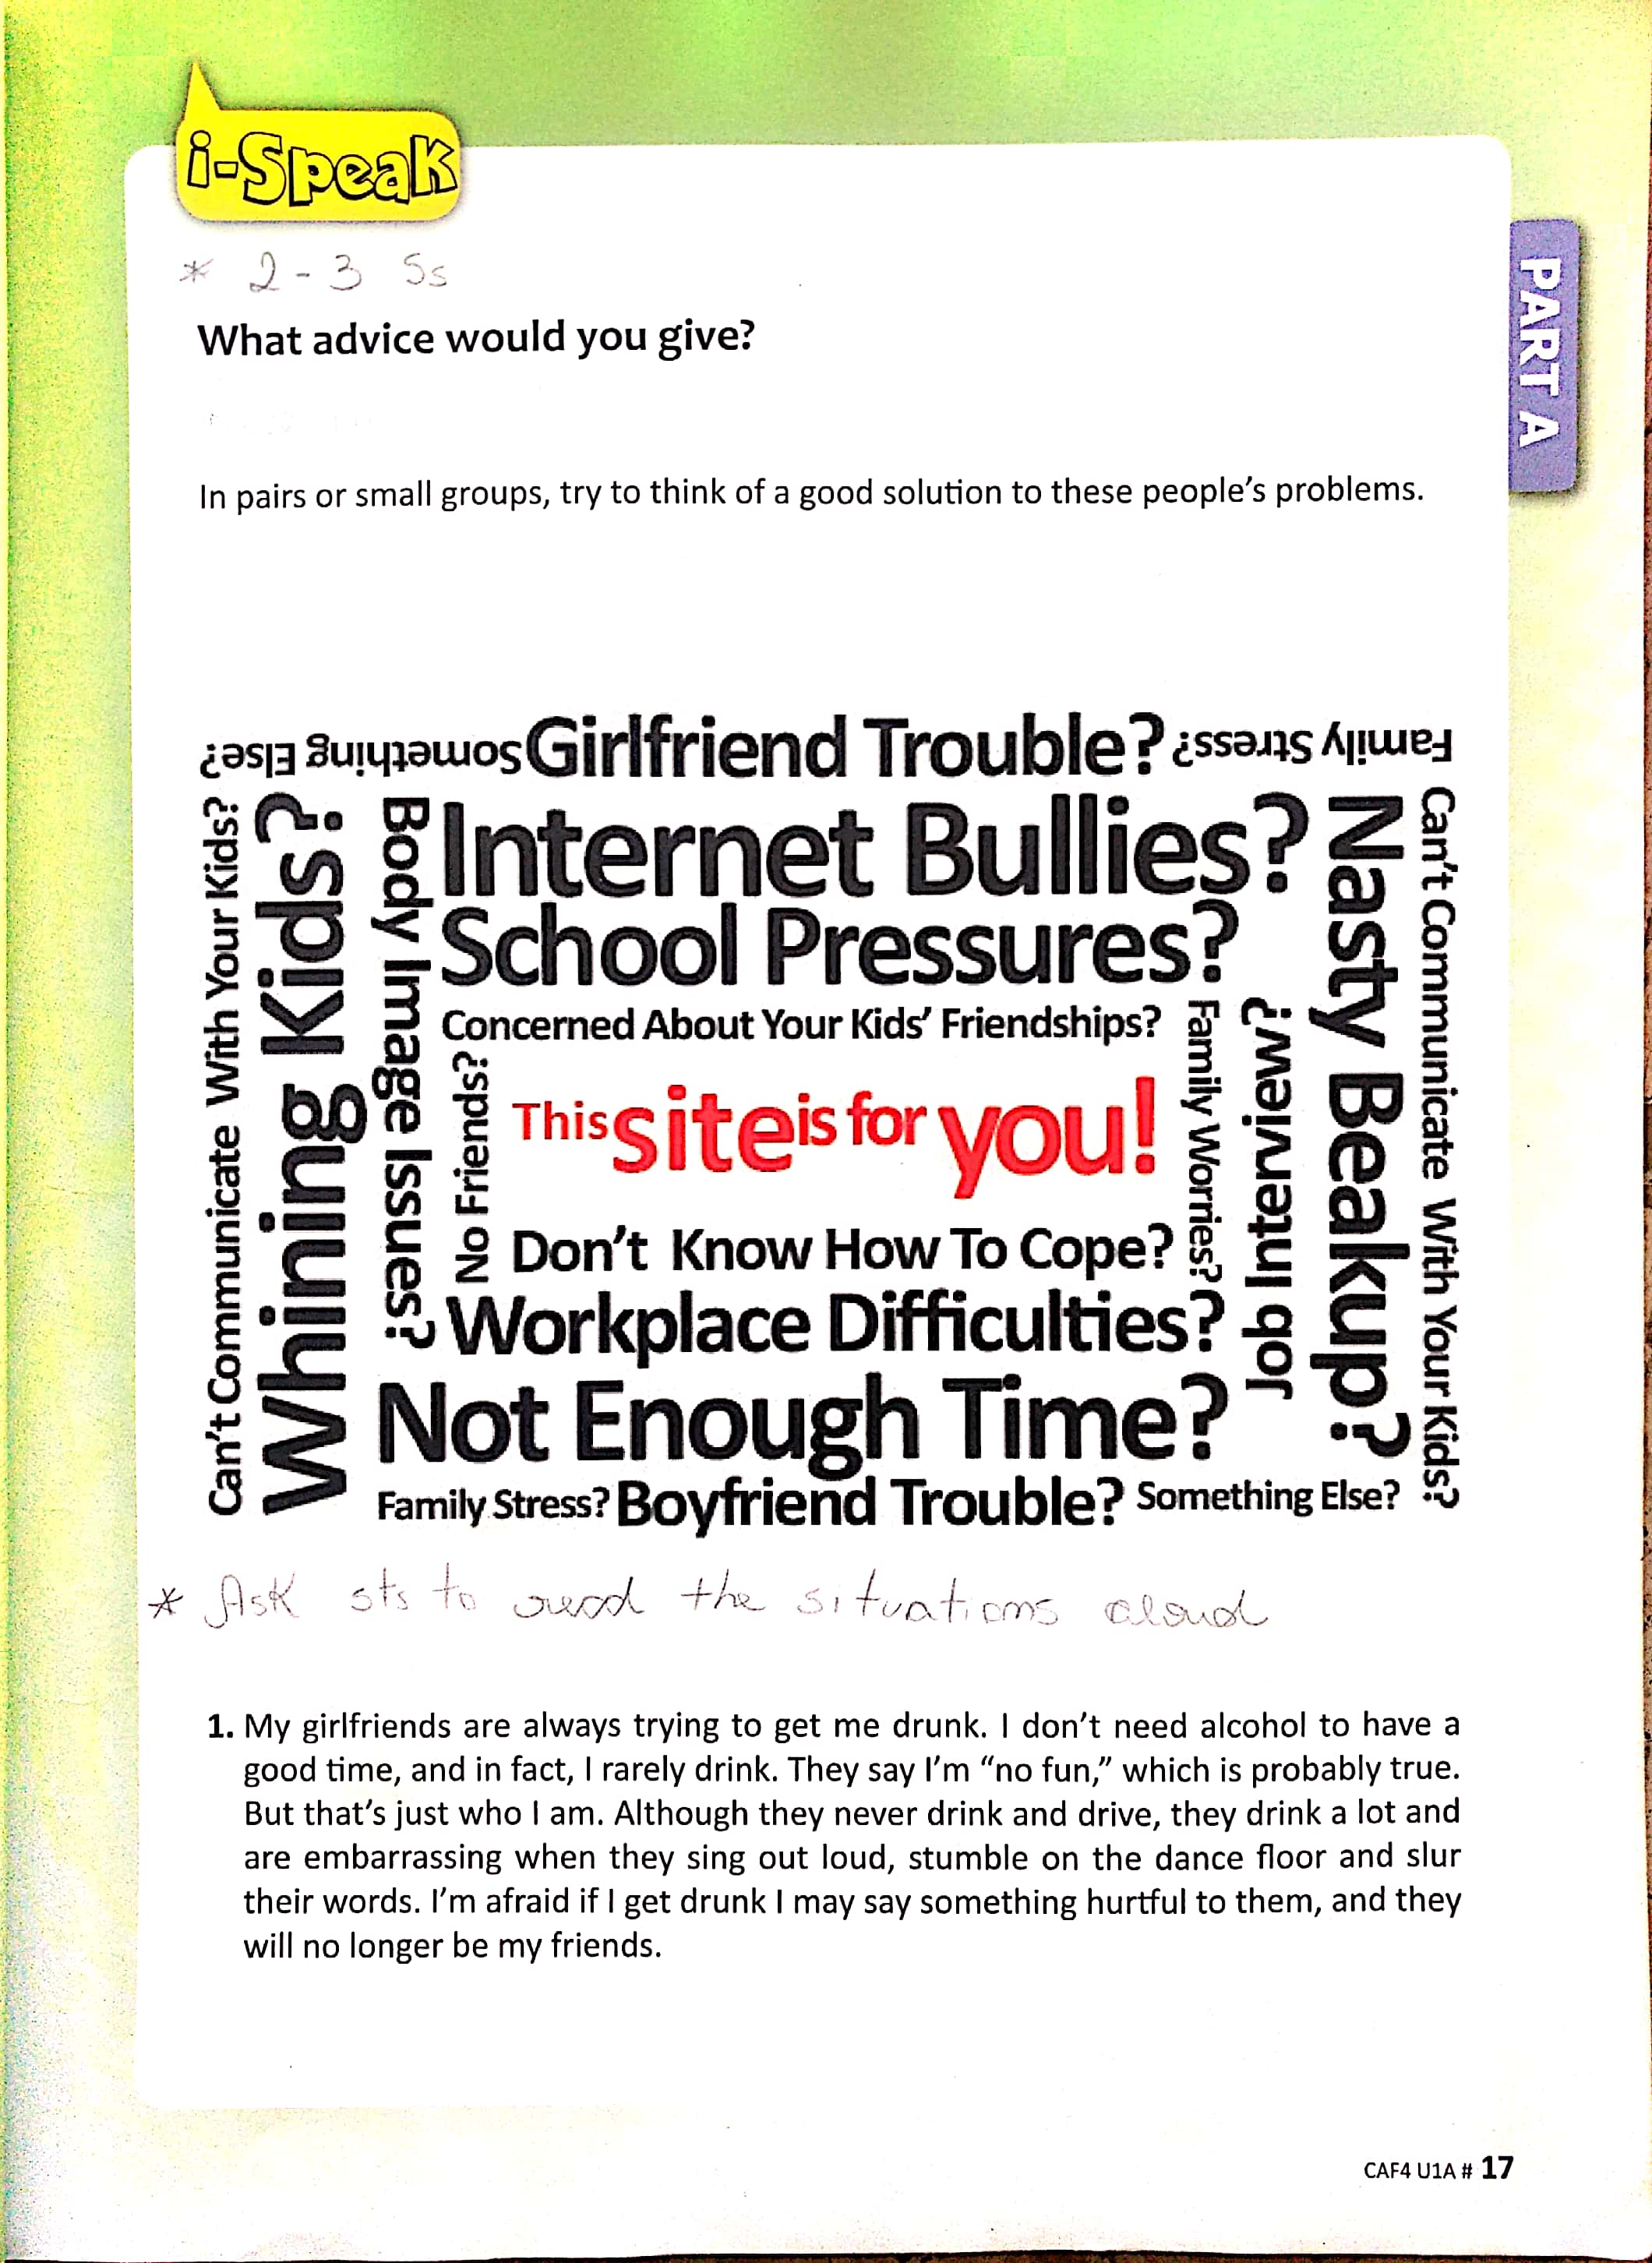 i-Speak
PART A
* 2-3 Ss
What advice would you give?
In pairs or small groups, try to think of a good solution to these people's problems.
Something Else?
Girlfriend Trouble?
Family Stress?
Can't Communicate With Your Kids?
Whining Kids?
Body Image Issues?
Internet Bullies?
School Pressures?
Concerned About Your Kids' Friendships?
No Friends?
This site is for you!
Family Worries?
Job Interview?
Nasty Beakup?
Can't Communicate With Your Kids?
Don't Know How To Cope?
Workplace Difficulties?
Not Enough Time?
Family Stress?
Boyfriend Trouble?
Something Else?
* Ask sts to read the situations aloud
1. My girlfriends are always trying to get me drunk. I don't need alcohol to have a
good time, and in fact, I rarely drink. They say I'm "no fun," which is probably true.
But that's just who I am. Although they never drink and drive, they drink a lot and
are embarrassing when they sing out loud, stumble on the dance floor and slur
their words. I'm afraid if I get drunk I may say something hurtful to them, and they
will no longer be my friends.
CAF4 U1A # 17